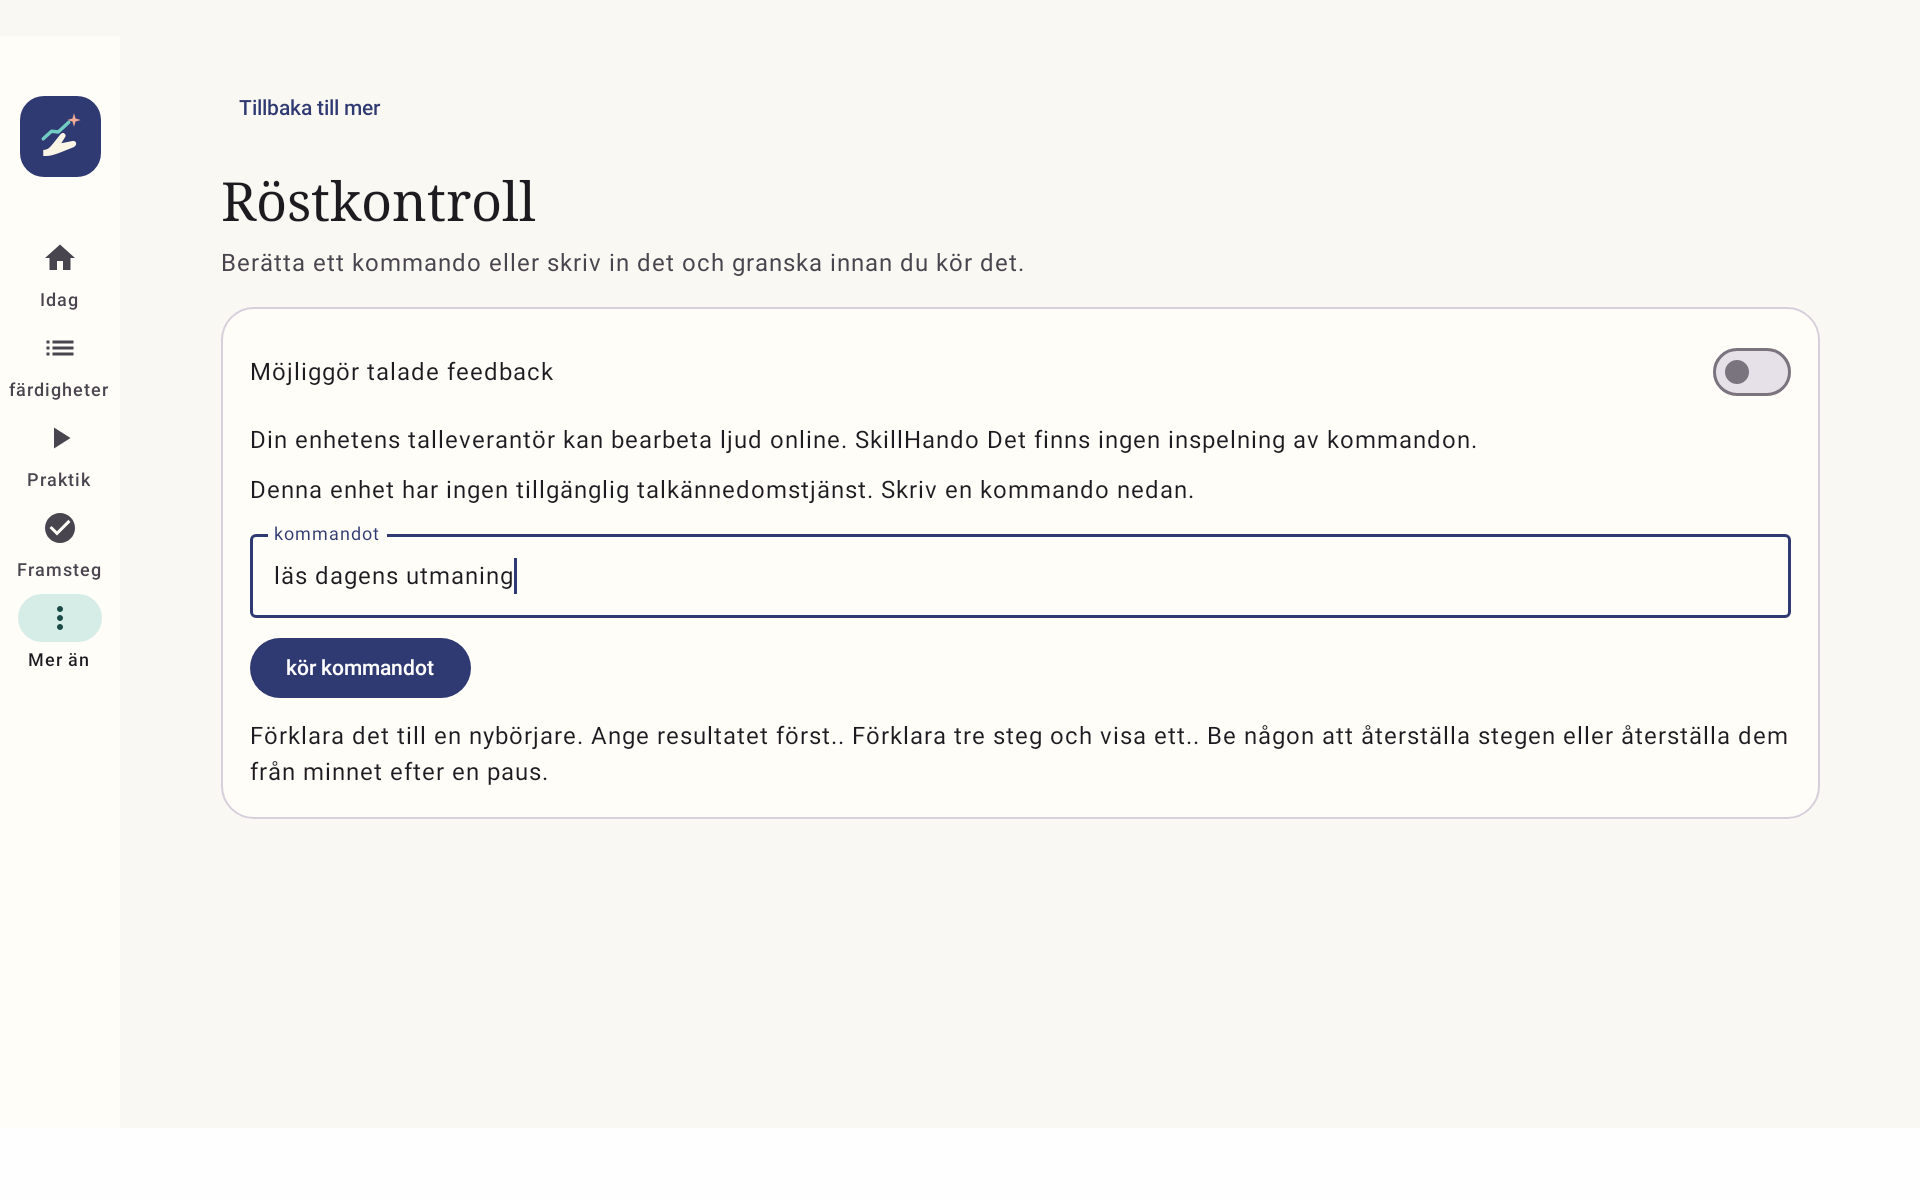 Tillbaka till mer
Röstkontroll
Berätta ett kommando eller skriv in det och granska innan du kör det.
Idag
färdigheter
Praktik
Framsteg
Mer än
Möjliggör talade feedback
Din enhetens talleverantör kan bearbeta ljud online. SkillHando Det finns ingen inspelning av kommandon.
Denna enhet har ingen tillgänglig talkännedomstjänst. Skriv en kommando nedan.
kommandot
läs dagens utmaning
kör kommandot
Förklara det till en nybörjare. Ange resultatet först.. Förklara tre steg och visa ett.. Be någon att återställa stegen eller återställa dem
från minnet efter en paus.